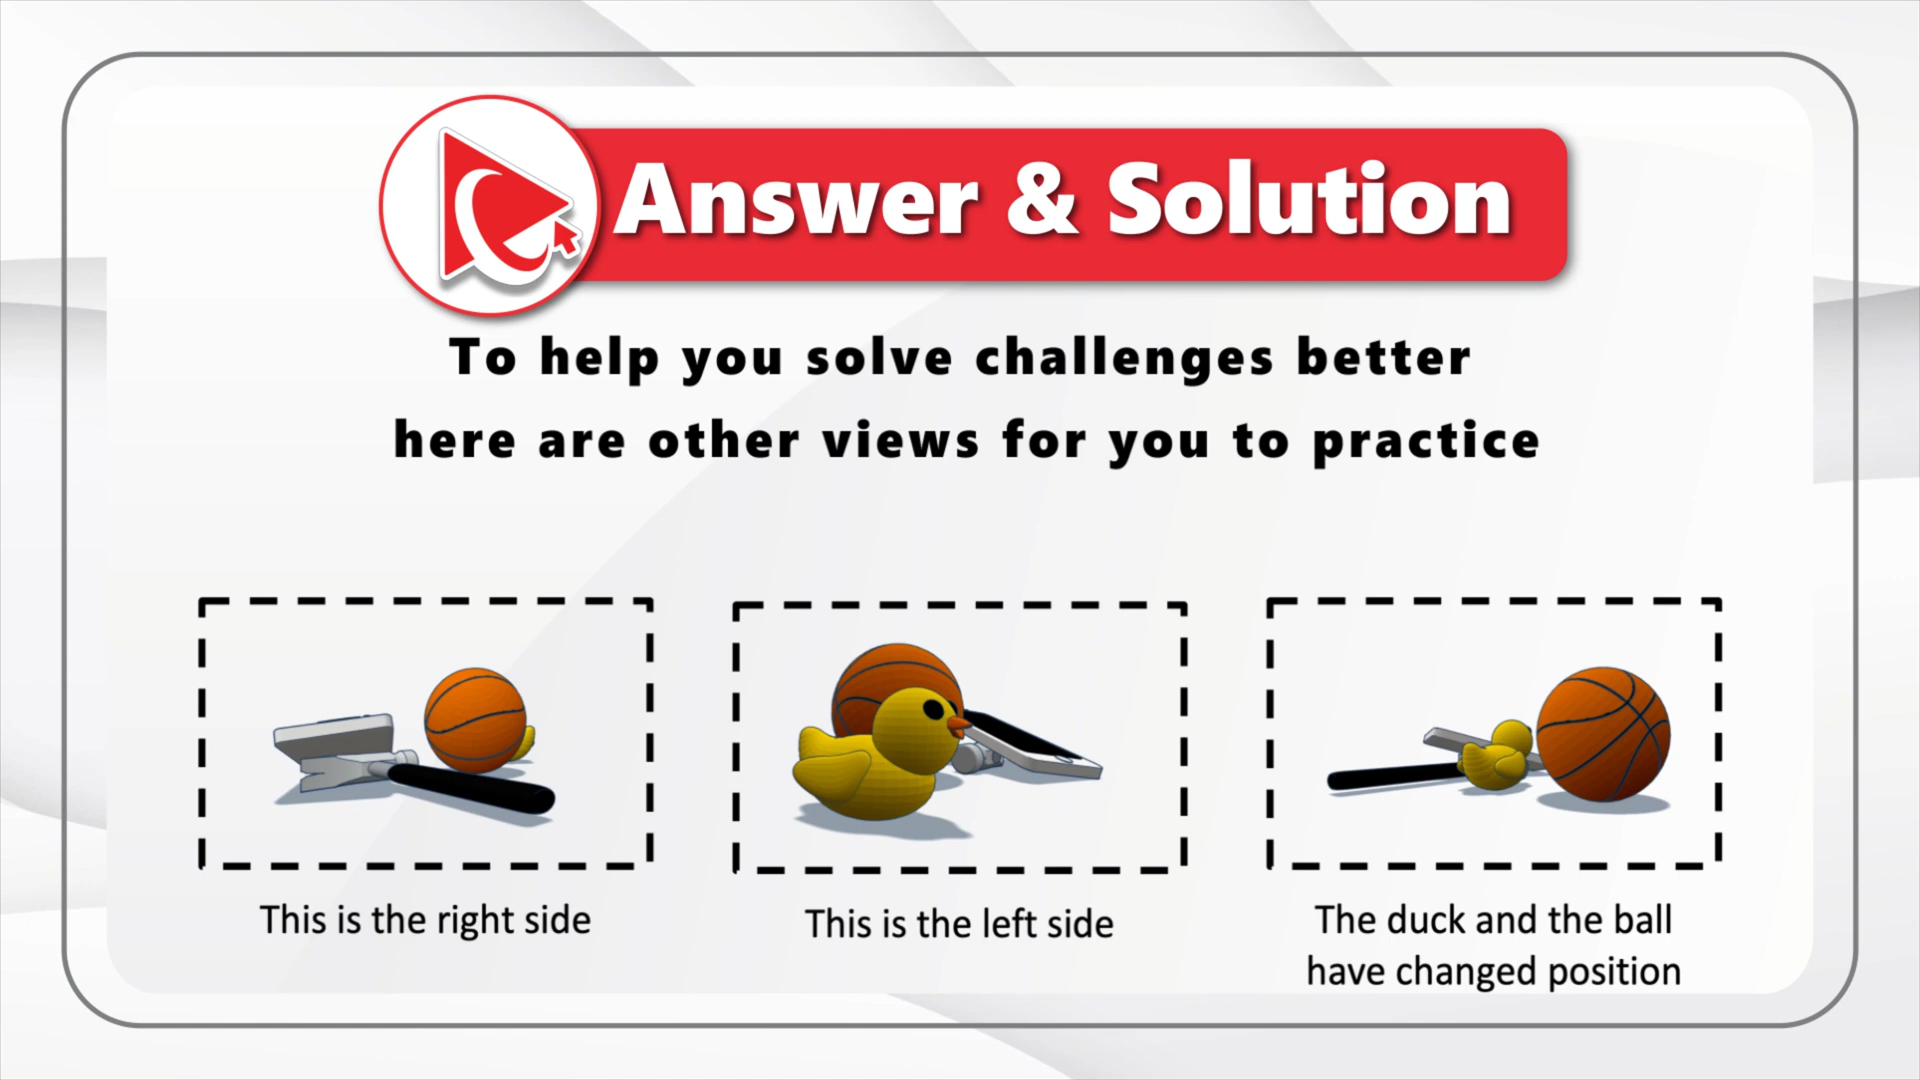 Answer & Solution
To help you solve challenges better
here are other views for you to practice
This is the right side
This is the left side
The duck and the ball
have changed position